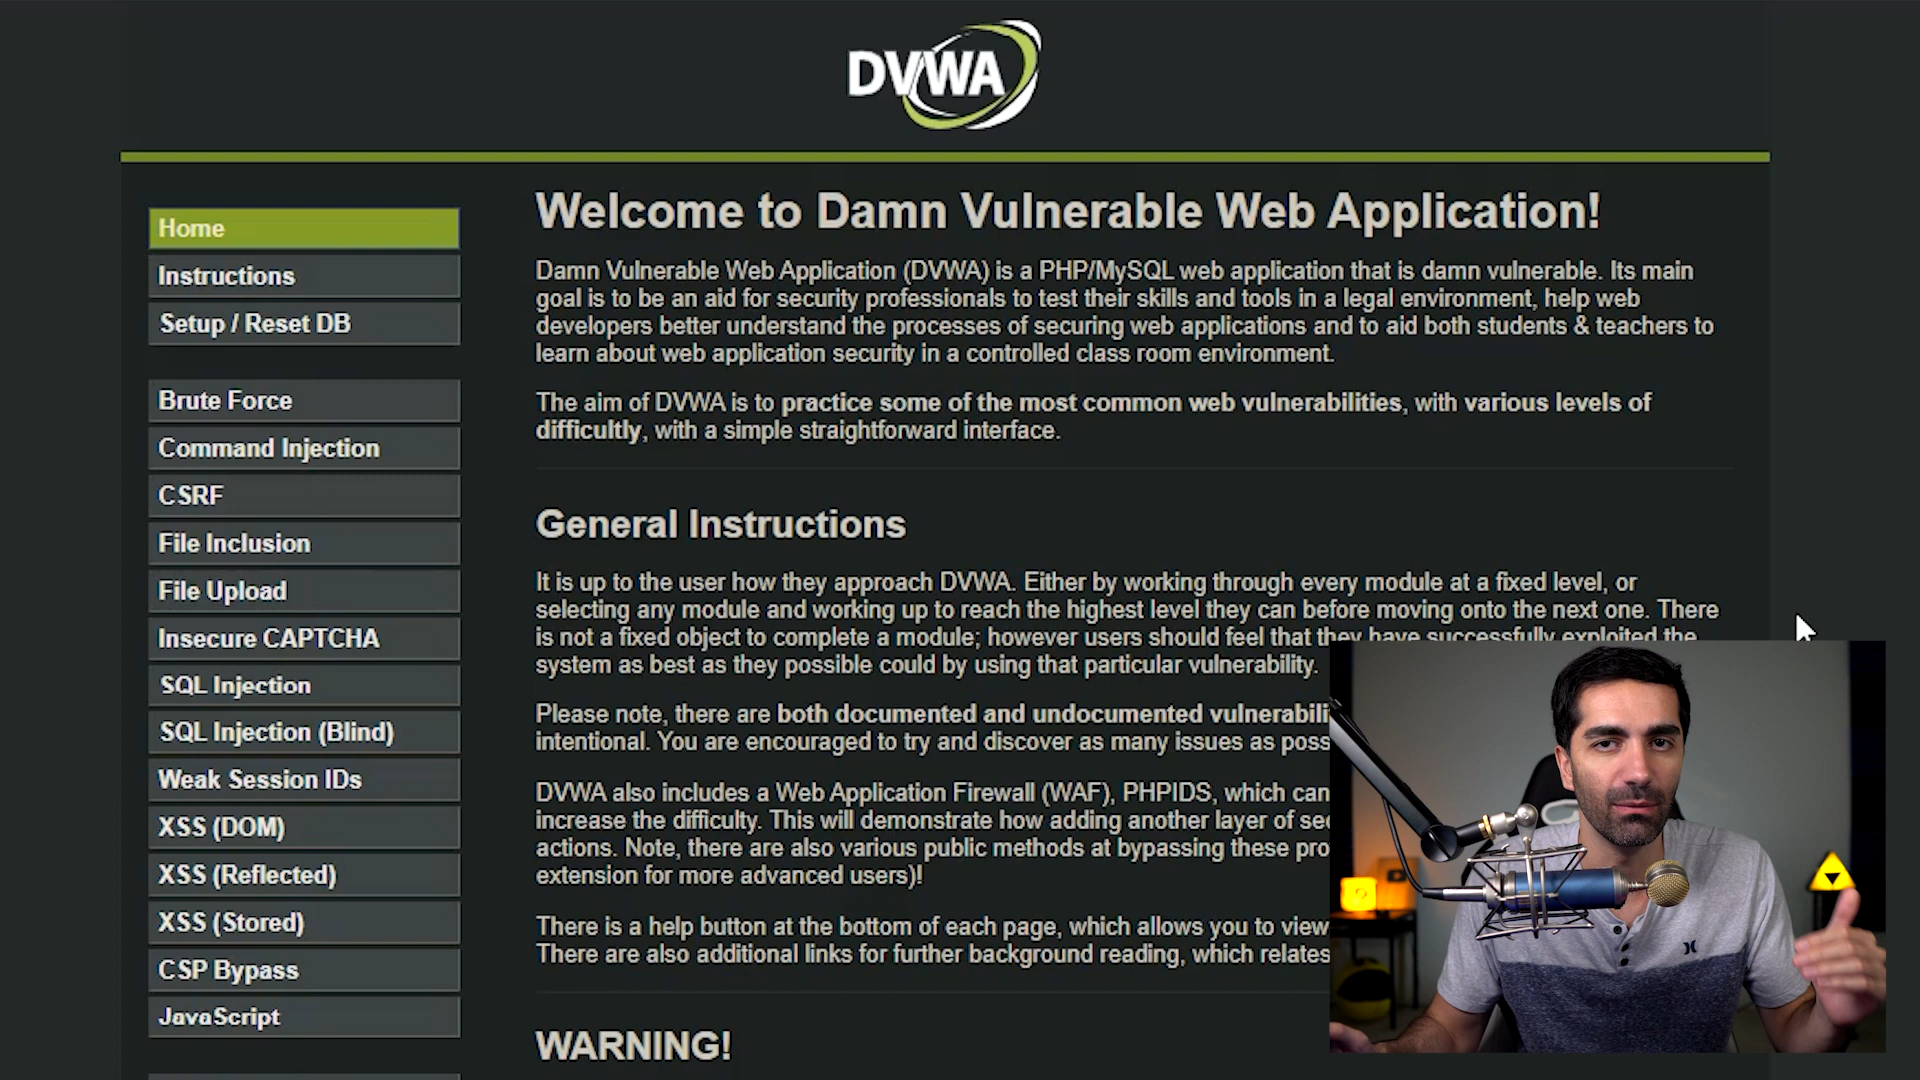 DVWA
Home
Instructions
Setup / Reset DB
Brute Force
Command Injection
CSRF
File Inclusion
File Upload
Insecure CAPTCHA
SQL Injection
SQL Injection (Blind)
Weak Session IDs
XSS (DOM)
XSS (Reflected)
XSS (Stored)
CSP Bypass
JavaScript
Welcome to Damn Vulnerable Web Application!
Damn Vulnerable Web Application (DVWA) is a PHP/MySQL web application that is damn vulnerable. Its main
goal is to be an aid for security professionals to test their skills and tools in a legal environment, help web
developers better understand the processes of securing web applications and to aid both students & teachers to
learn about web application security in a controlled class room environment.
The aim of DVWA is to practice some of the most common web vulnerabilities, with various levels of
difficultly, with a simple straightforward interface.
General Instructions
It is up to the user how they approach DVWA. Either by working through every module at a fixed level, or
selecting any module and working up to reach the highest level they can before moving onto the next one. There
is not a fixed object to complete a module; however users should feel that they have successfully exploited the
system as best as they possible could by using that particular vulnerability.
Please note, there are both documented and undocumented vulnerabili
intentional. You are encouraged to try and discover as many issues as poss
DVWA also includes a Web Application Firewall (WAF), PHPIDS, which can
increase the difficulty. This will demonstrate how adding another layer of sec
actions. Note, there are also various public methods at bypassing these pro
extension for more advanced users)!
There is a help button at the bottom of each page, which allows you to view
There are also additional links for further background reading, which relates
WARNING!